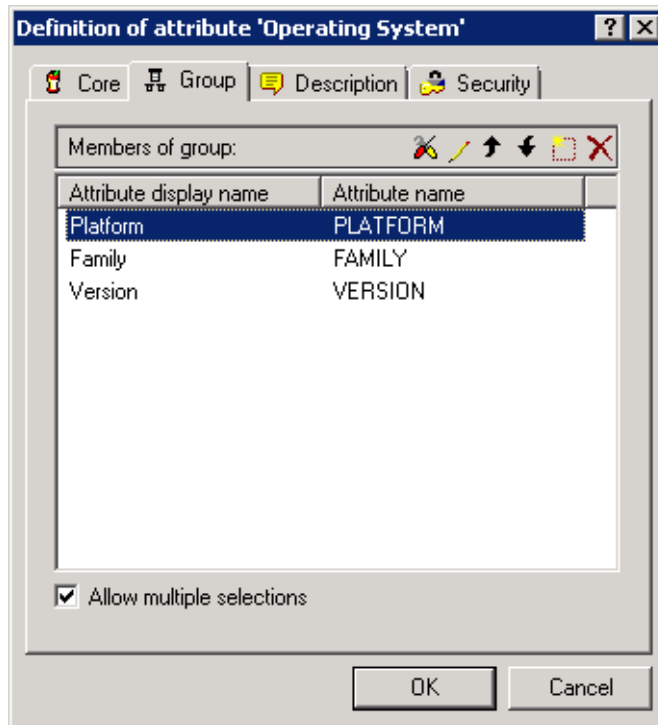 Definition of attribute 'Operating System'
Core Group Description Security
Members of group:
Attribute display name Attribute name
Platform PLATFORM
Family FAMILY
Version VERSION
Allow multiple selections
OK Cancel